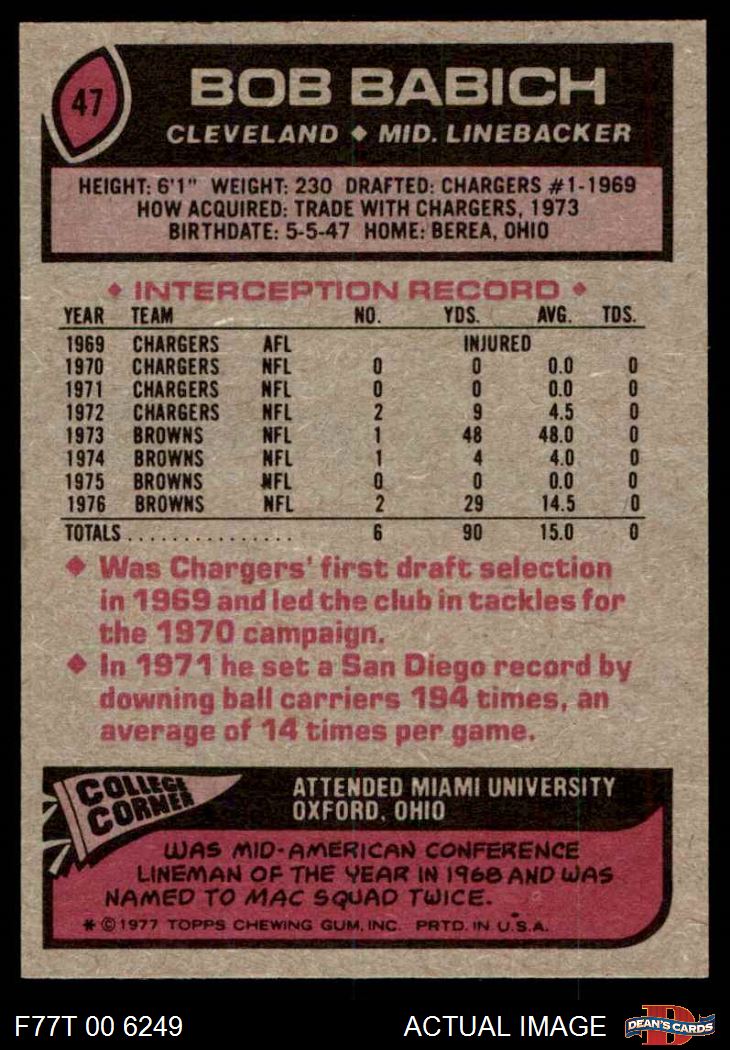 47
BOB BABICH
CLEVELAND ◆ MID. LINEBACKER
HEIGHT: 6'1" WEIGHT: 230 DRAFTED: CHARGERS #1-1969
HOW ACQUIRED: TRADE WITH CHARGERS, 1973
BIRTHDATE: 5-5-47 HOME: BEREA, OHIO
◆ INTERCEPTION RECORD ◆
YEAR TEAM NO. YDS. AVG. TDS.
1969 CHARGERS AFL INJURED
1970 CHARGERS NFL 0 0 0.0 0
1971 CHARGERS NFL 0 0 0.0 0
1972 CHARGERS NFL 2 9 4.5 0
1973 BROWNS NFL 1 48 48.0 0
1974 BROWNS NFL 1 4 4.0 0
1975 BROWNS NFL 0 0 0.0 0
1976 BROWNS NFL 2 29 14.5 0
TOTALS............... 6 90 15.0 0
◆ Was Chargers' first draft selection
in 1969 and led the club in tackles for
the 1970 campaign.
◆ In 1971 he set a San Diego record by
downing ball carriers 194 times, an
average of 14 times per game.
COLLEGE
CORNER
ATTENDED MIAMI UNIVERSITY
OXFORD, OHIO
WAS MID-AMERICAN CONFERENCE
LINEMAN OF THE YEAR IN 1968 AND WAS
NAMED TO MAC SQUAD TWICE.
* © 1977 TOPPS CHEWING GUM, INC. PRTD. IN U.S.A.
F77T 00 6249
ACTUAL IMAGE
D
DEAN'S CARDS